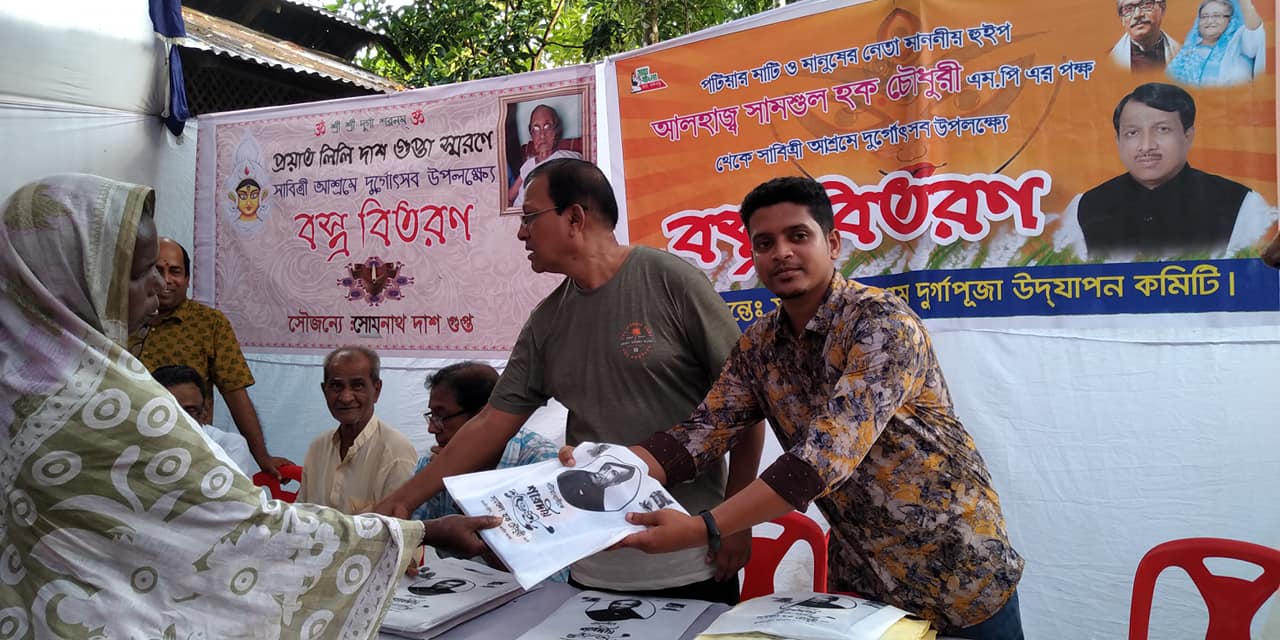 ॐ শ্রী শ্রী দুর্গা শরনম্ ॐ
প্রয়াত লিলি দাশ গুপ্তা স্মরণে
সাবিত্রী আশ্রমে দুর্গোৎসব উপলক্ষ্যে
বস্ত্র বিতরণ
সৌজন্যে সোমনাথ দাশ গুপ্ত
পটিয়ার মাটি ও মানুষের নেতা মাননীয় হুইপ
আলহাজ্ব সামশুল হক চৌধুরী এম.পি এর পক্ষ
থেকে সাবিত্রী আশ্রমে দুর্গোৎসব উপলক্ষ্যে
বস্ত্র বিতরণ
দুর্গাপূজা উদ্‌যাপন কমিটি।
শারদীয়
শুভেচ্ছা